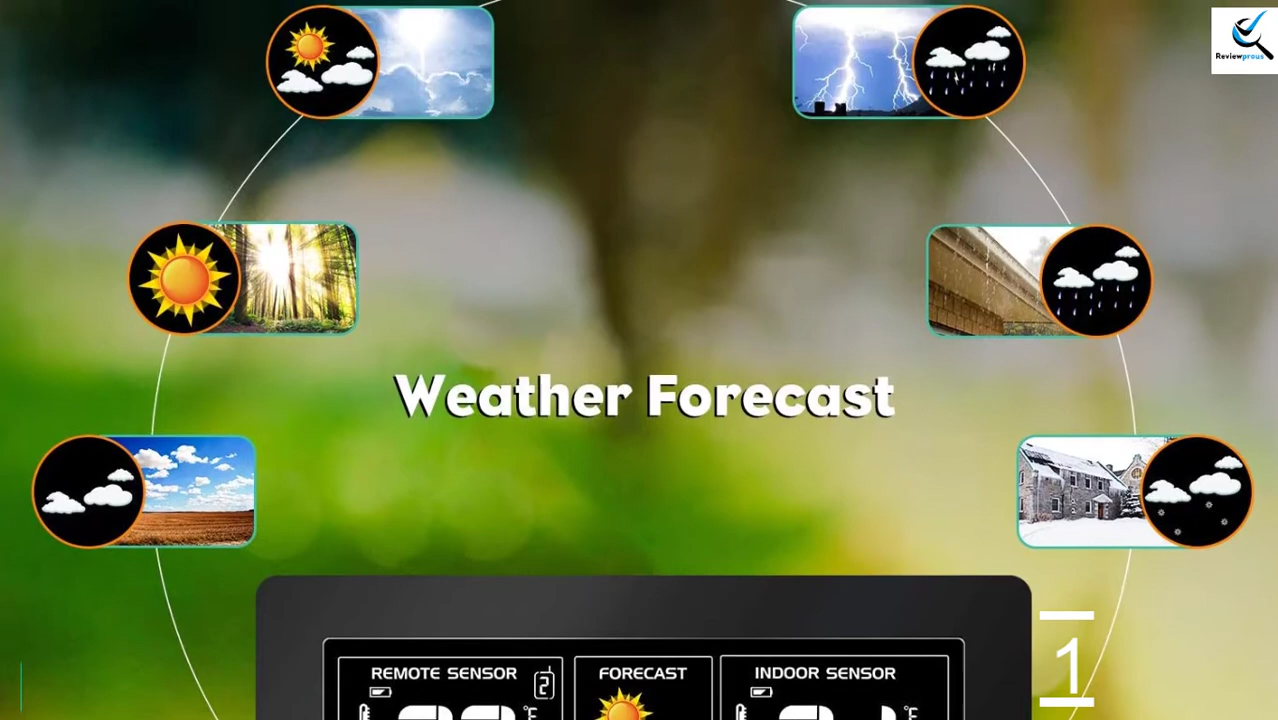 Reviewprous
Weather Forecast
REMOTE SENSOR
2
FORECAST
INDOOR SENSOR
°F
°F
1